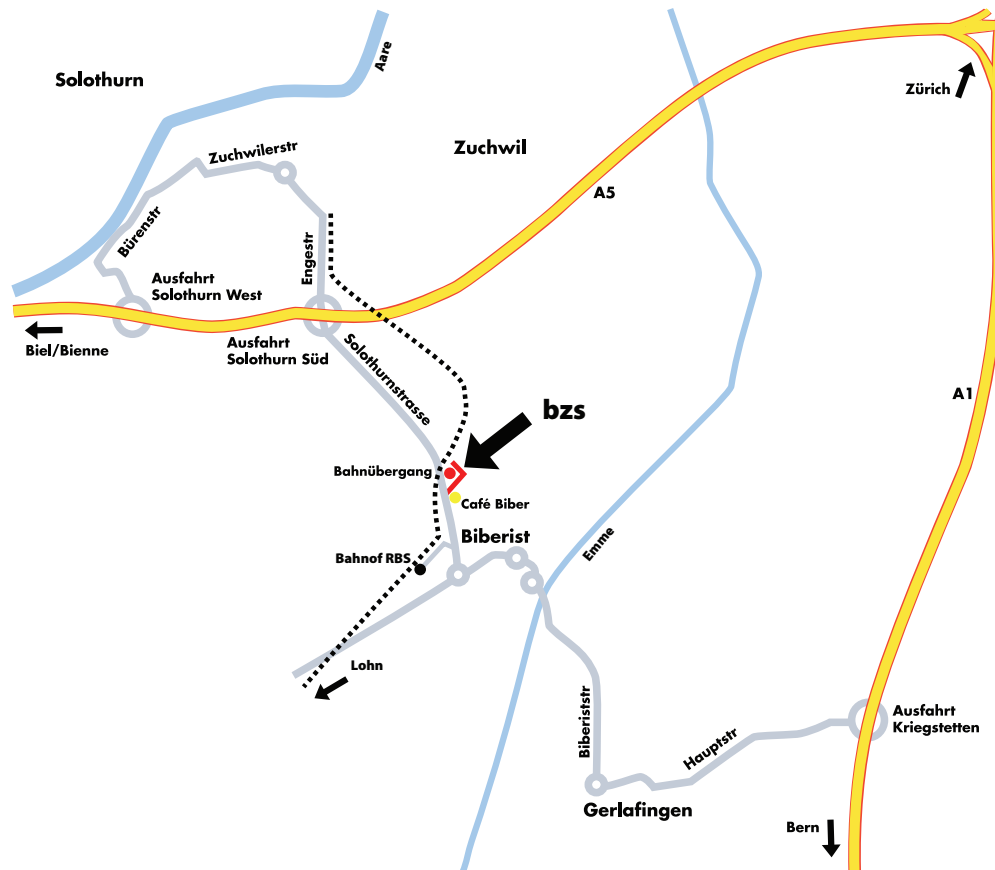 Solothurn
Aare
Zürich
Zuchwilerstr
Zuchwil
A5
Bürenstr
Engestr
Ausfahrt
Solothurn West
Biel/Bienne
Ausfahrt
Solothurn Süd
Solothurnstrasse
A1
bzs
Bahnübergang
Café Biber
Biberist
Bahnof RBS
Emme
Lohn
Biberiststr
Hauptstr
Ausfahrt
Kriegstetten
Gerlafingen
Bern